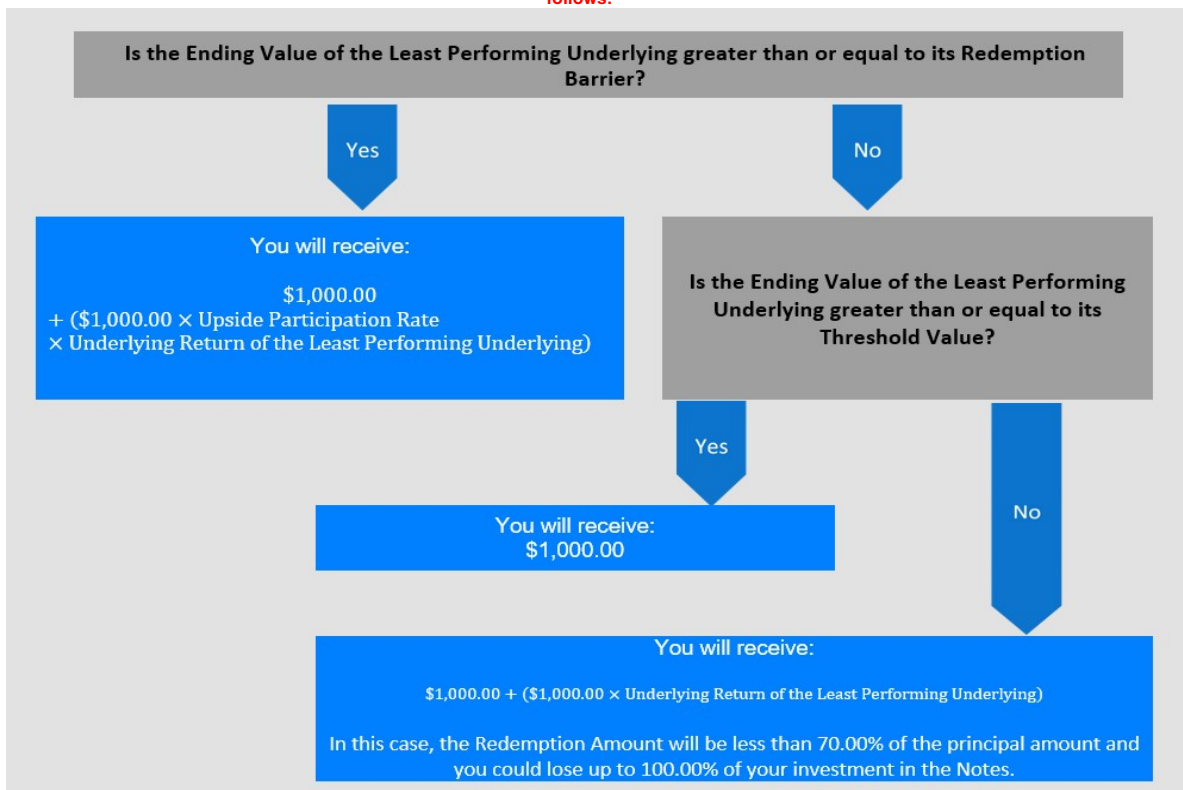 follows:
Is the Ending Value of the Least Performing Underlying greater than or equal to its Redemption
Barrier?
Yes
No
You will receive:
$1,000.00
+ ($1,000.00 × Upside Participation Rate
× Underlying Return of the Least Performing Underlying)
Is the Ending Value of the Least Performing
Underlying greater than or equal to its
Threshold Value?
Yes
No
You will receive:
$1,000.00
You will receive:
$1,000.00 + ($1,000.00 × Underlying Return of the Least Performing Underlying)
In this case, the Redemption Amount will be less than 70.00% of the principal amount and
you could lose up to 100.00% of your investment in the Notes.